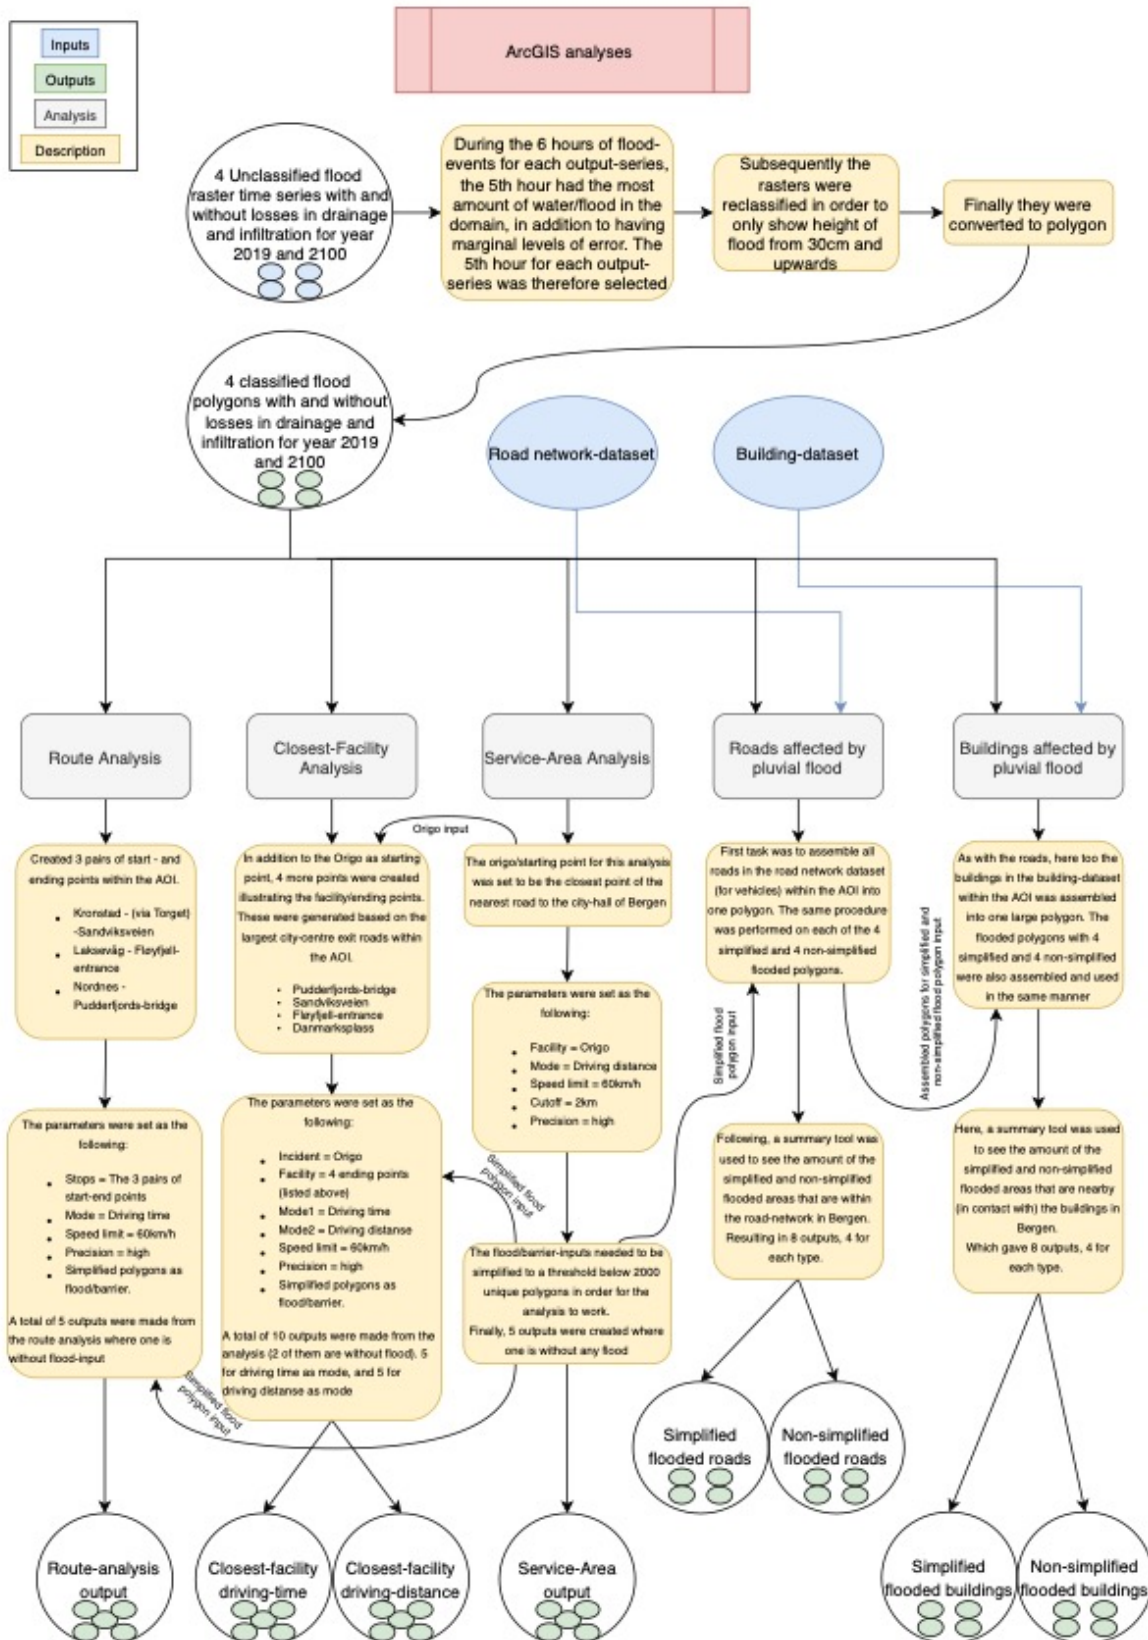 Inputs
Outputs
Analysis
Description
ArcGIS analyses
4 Unclassified flood
raster time series with and
without losses in drainage
and infiltration for year
2019 and 2100
During the 6 hours of flood-
events for each output-series,
the 5th hour had the most
amount of water/flood in the
domain, in addition to having
marginal levels of error. The
5th hour for each output-
series was therefore selected
Subsequently the
rasters were
reclassified in order to
only show height of
flood from 30cm and
upwards
Finally they were
converted to polygon
4 classified flood
polygons with and without
losses in drainage and
infiltration for year 2019
and 2100
Road network-dataset
Building-dataset
Route Analysis
Closest-Facility
Analysis
Service-Area Analysis
Roads affected by
pluvial flood
Buildings affected by
pluvial flood
Origo input
Created 3 pairs of start - and
ending points within the AOI.
• Kronstad - (via Torget)
-Sandviksveien
• Laksevåg - Fløyfjell-
entrance
• Nordnes -
Pudderfjords-bridge
In addition to the Origo as starting
point, 4 more points were created
illustrating the facility/ending points.
These were generated based on the
largest city-centre exit roads within
the AOI.
• Pudderfjords-bridge
• Sandviksveien
• Fløyfjell-entrance
• Danmarksplass
The origo/starting point for this analysis
was set to be the closest point of the
nearest road to the city-hall of Bergen
First task was to assemble all
roads in the road network dataset
(for vehicles) within the AOI into
one polygon. The same procedure
was performed on each of the 4
simplified and 4 non-simplified
flooded polygons.
As with the roads, here too the
buildings in the building-dataset
within the AOI was assembled
into one large polygon. The
flooded polygons with 4
simplified and 4 non-simplified
were also assembled and used
in the same manner
Simplified flood
polygon input
Assembled polygons for simplified and
non-simplified flood polygon input
The parameters were set as the
following:
• Facility = Origo
• Mode = Driving distance
• Speed limit = 60km/h
• Cutoff = 2km
• Precision = high
The parameters were set as the
following:
• Stops = The 3 pairs of
start-end points
• Mode = Driving time
• Speed limit = 60km/h
• Precision = high
• Simplified polygons as
flood/barrier.
A total of 5 outputs were made from
the route analysis where one is
without flood-input
The parameters were set as the
following:
• Incident = Origo
• Facility = 4 ending points
(listed above)
• Mode1 = Driving time
• Mode2 = Driving distanse
• Speed limit = 60km/h
• Precision = high
• Simplified polygons as
flood/barrier.
A total of 10 outputs were made from the
analysis (2 of them are without flood). 5
for driving time as mode, and 5 for
driving distanse as mode
Simplified flood
polygon input
The flood/barrier-inputs needed to be
simplified to a threshold below 2000
unique polygons in order for the
analysis to work.
Finally, 5 outputs were created where
one is without any flood
Following, a summary tool was
used to see the amount of the
simplified and non-simplified
flooded areas that are within
the road-network in Bergen.
Resulting in 8 outputs, 4 for
each type.
Here, a summary tool was used
to see the amount of the
simplified and non-simplified
flooded areas that are nearby
(in contact with) the buildings in
Bergen.
Which gave 8 outputs, 4 for
each type.
Simplified flood
polygon input
Simplified
flooded roads
Non-simplified
flooded roads
Route-analysis
output
Closest-facility
driving-time
Closest-facility
driving-distance
Service-Area
output
Simplified
flooded buildings
Non-simplified
flooded buildings